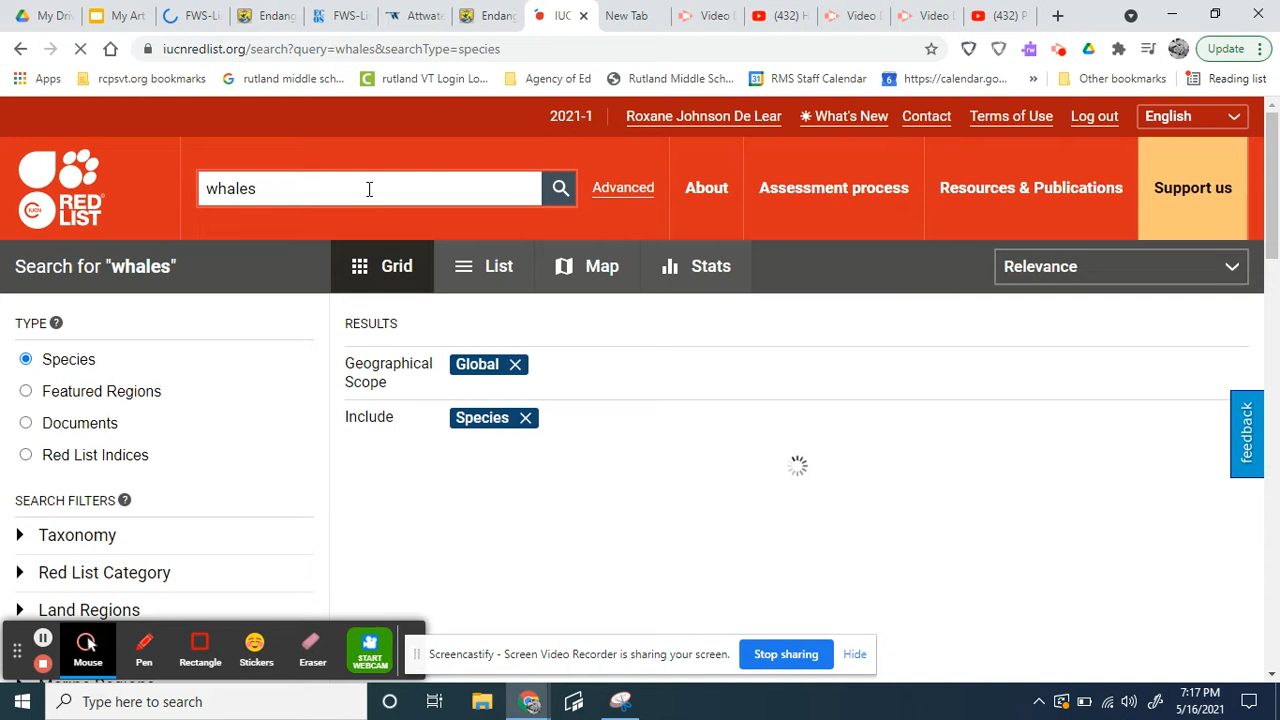 My Driv
My Art
FWS-Li
Endang
FWS-Li
Attwate
Endang
IUC
New Tab
Video D
(432) H
Video D
Video D
(432) P
iucnredlist.org/search?query=whales&searchType=species
Update
Apps
rcpsvt.org bookmarks
rutland middle sch...
rutland VT Login Lo...
Agency of Ed
Rutland Middle Sch...
31
RMS Staff Calendar
6
https://calendar.go...
»
Other bookmarks
Reading list
2021-1
Roxane Johnson De Lear
What's New
Contact
Terms of Use
Log out
English
IUCN
RED
LIST
whales
Advanced
About
Assessment process
Resources & Publications
Support us
Search for "whales"
Grid
List
Map
Stats
Relevance
TYPE ?
Species
Featured Regions
Documents
Red List Indices
SEARCH FILTERS ?
Taxonomy
Red List Category
Land Regions
RESULTS
Geographical
Scope
Global
Include
Species
feedback
Mouse
Pen
Rectangle
Stickers
Eraser
START
WEBCAM
Screencastify - Screen Video Recorder is sharing your screen.
Stop sharing
Hide
Type here to search
7:17 PM
5/16/2021